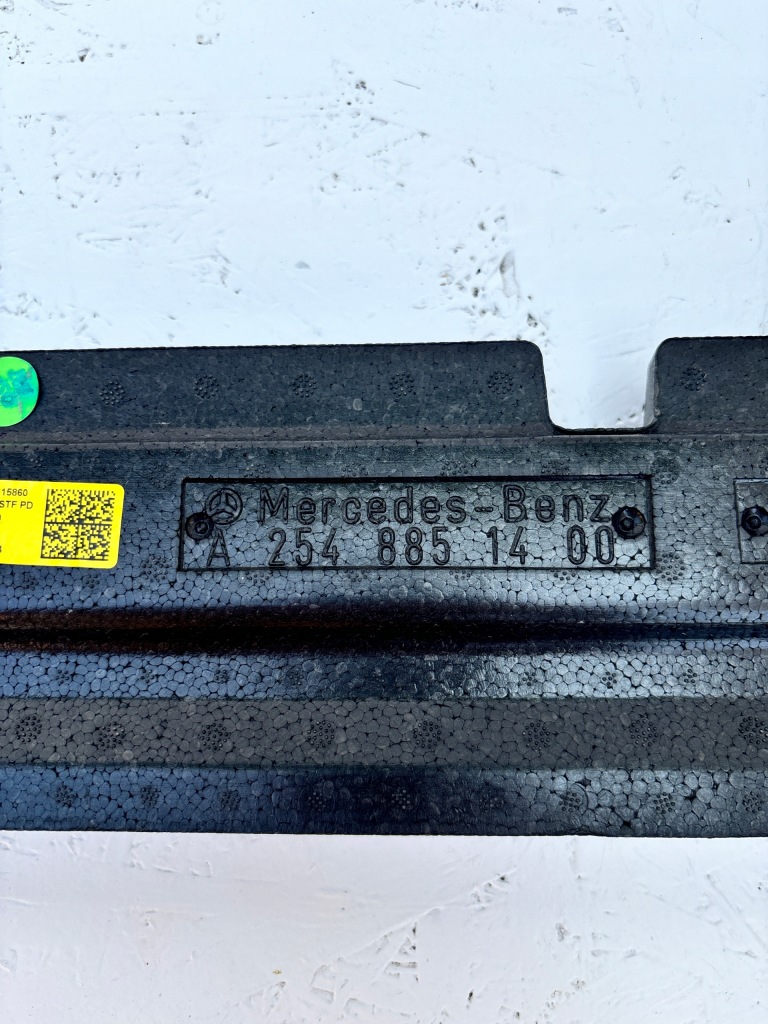 15860
STF PD
Mercedes-Benz
A 254 885 14 00